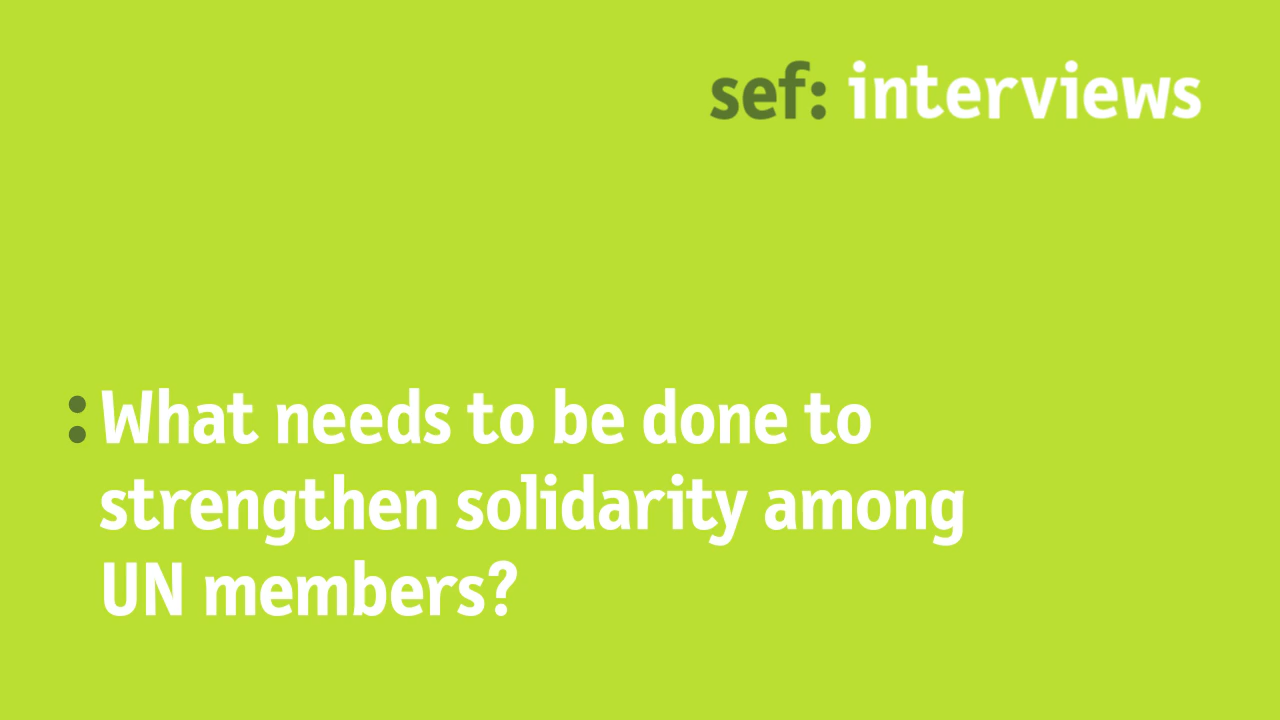 sef: interviews
: What needs to be done to
strengthen solidarity among
UN members?